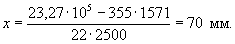 x = (23,27·10⁵ − 355·1571) / (22·2500) = 70 мм.